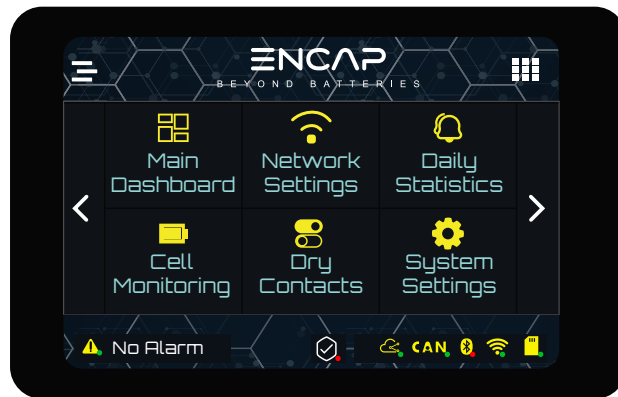 ENCAP
BEYOND BATTERIES
Main
Dashboard
Network
Settings
Daily
Statistics
Cell
Monitoring
Dry
Contacts
System
Settings
No Alarm
CAN